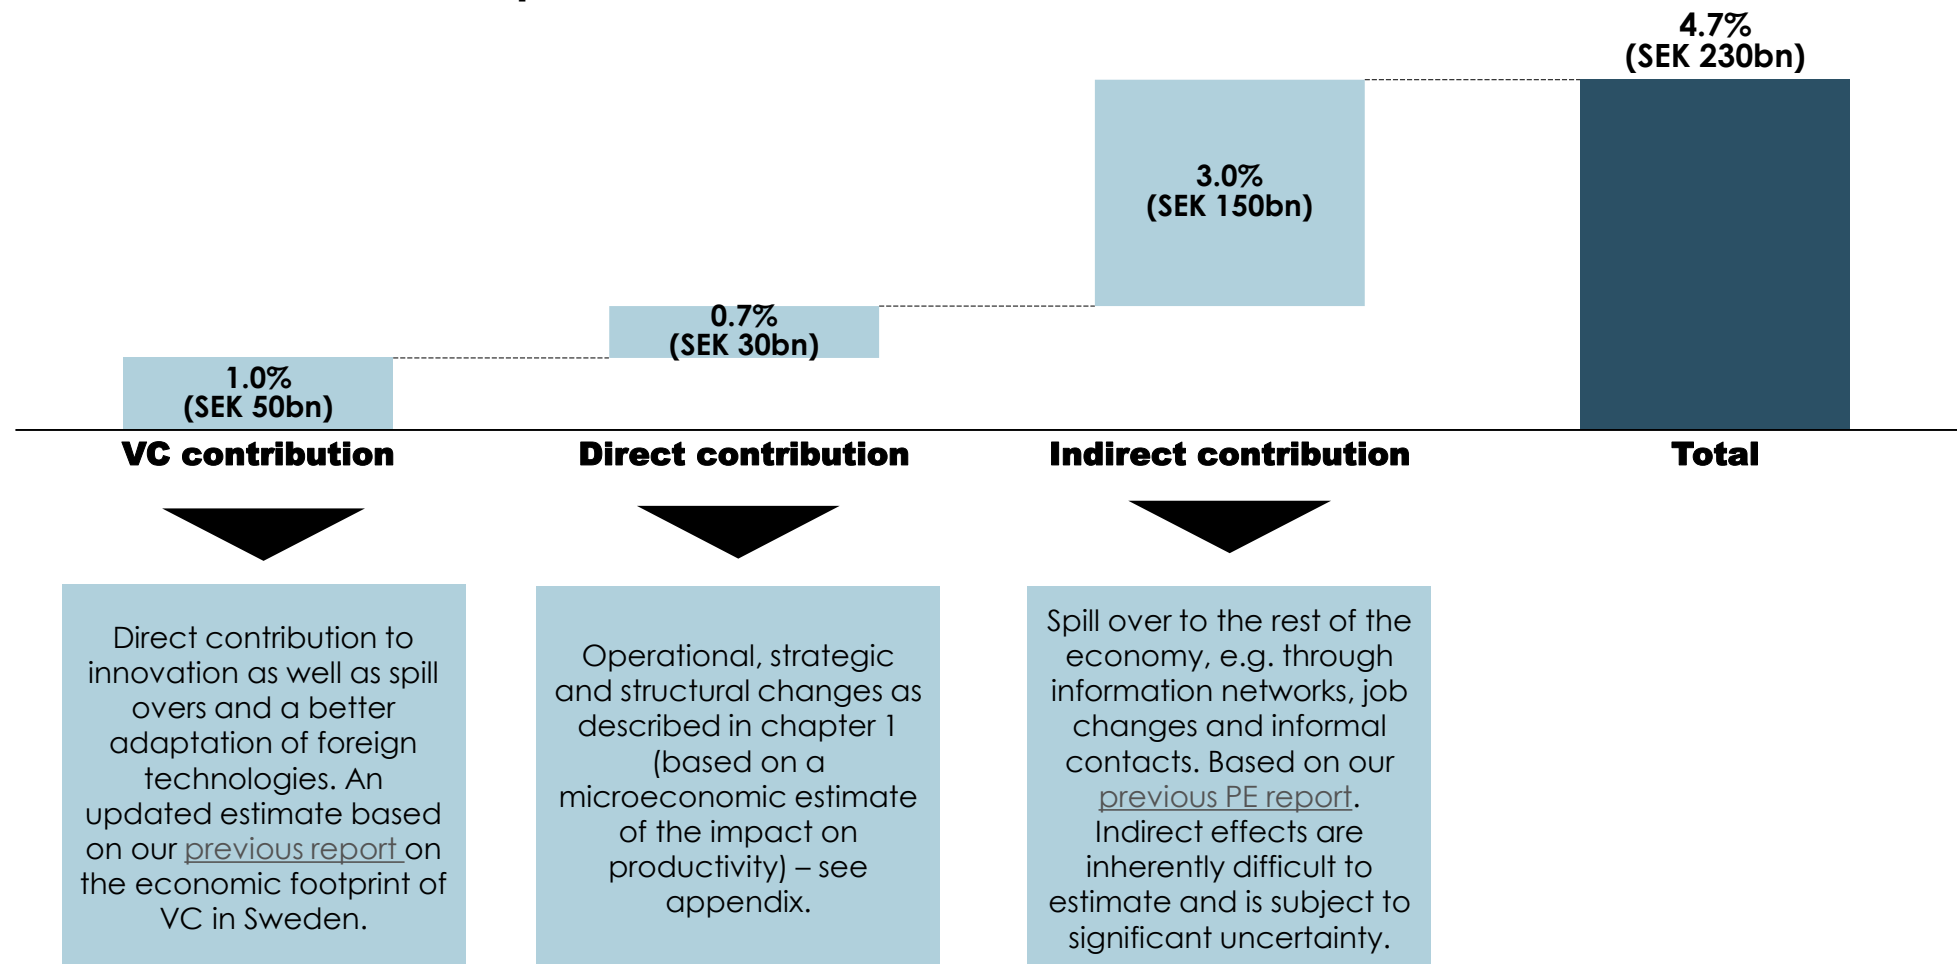 4.7%
(SEK 230bn)
3.0%
(SEK 150bn)
0.7%
(SEK 30bn)
1.0%
(SEK 50bn)
VC contribution
Direct contribution
Indirect contribution
Total
Direct contribution to
innovation as well as spill
overs and a better
adaptation of foreign
technologies. An
updated estimate based
on our previous report on
the economic footprint of
VC in Sweden.
Operational, strategic
and structural changes as
described in chapter 1
(based on a
microeconomic estimate
of the impact on
productivity) – see
appendix.
Spill over to the rest of the
economy, e.g. through
information networks, job
changes and informal
contacts. Based on our
previous PE report.
Indirect effects are
inherently difficult to
estimate and is subject to
significant uncertainty.